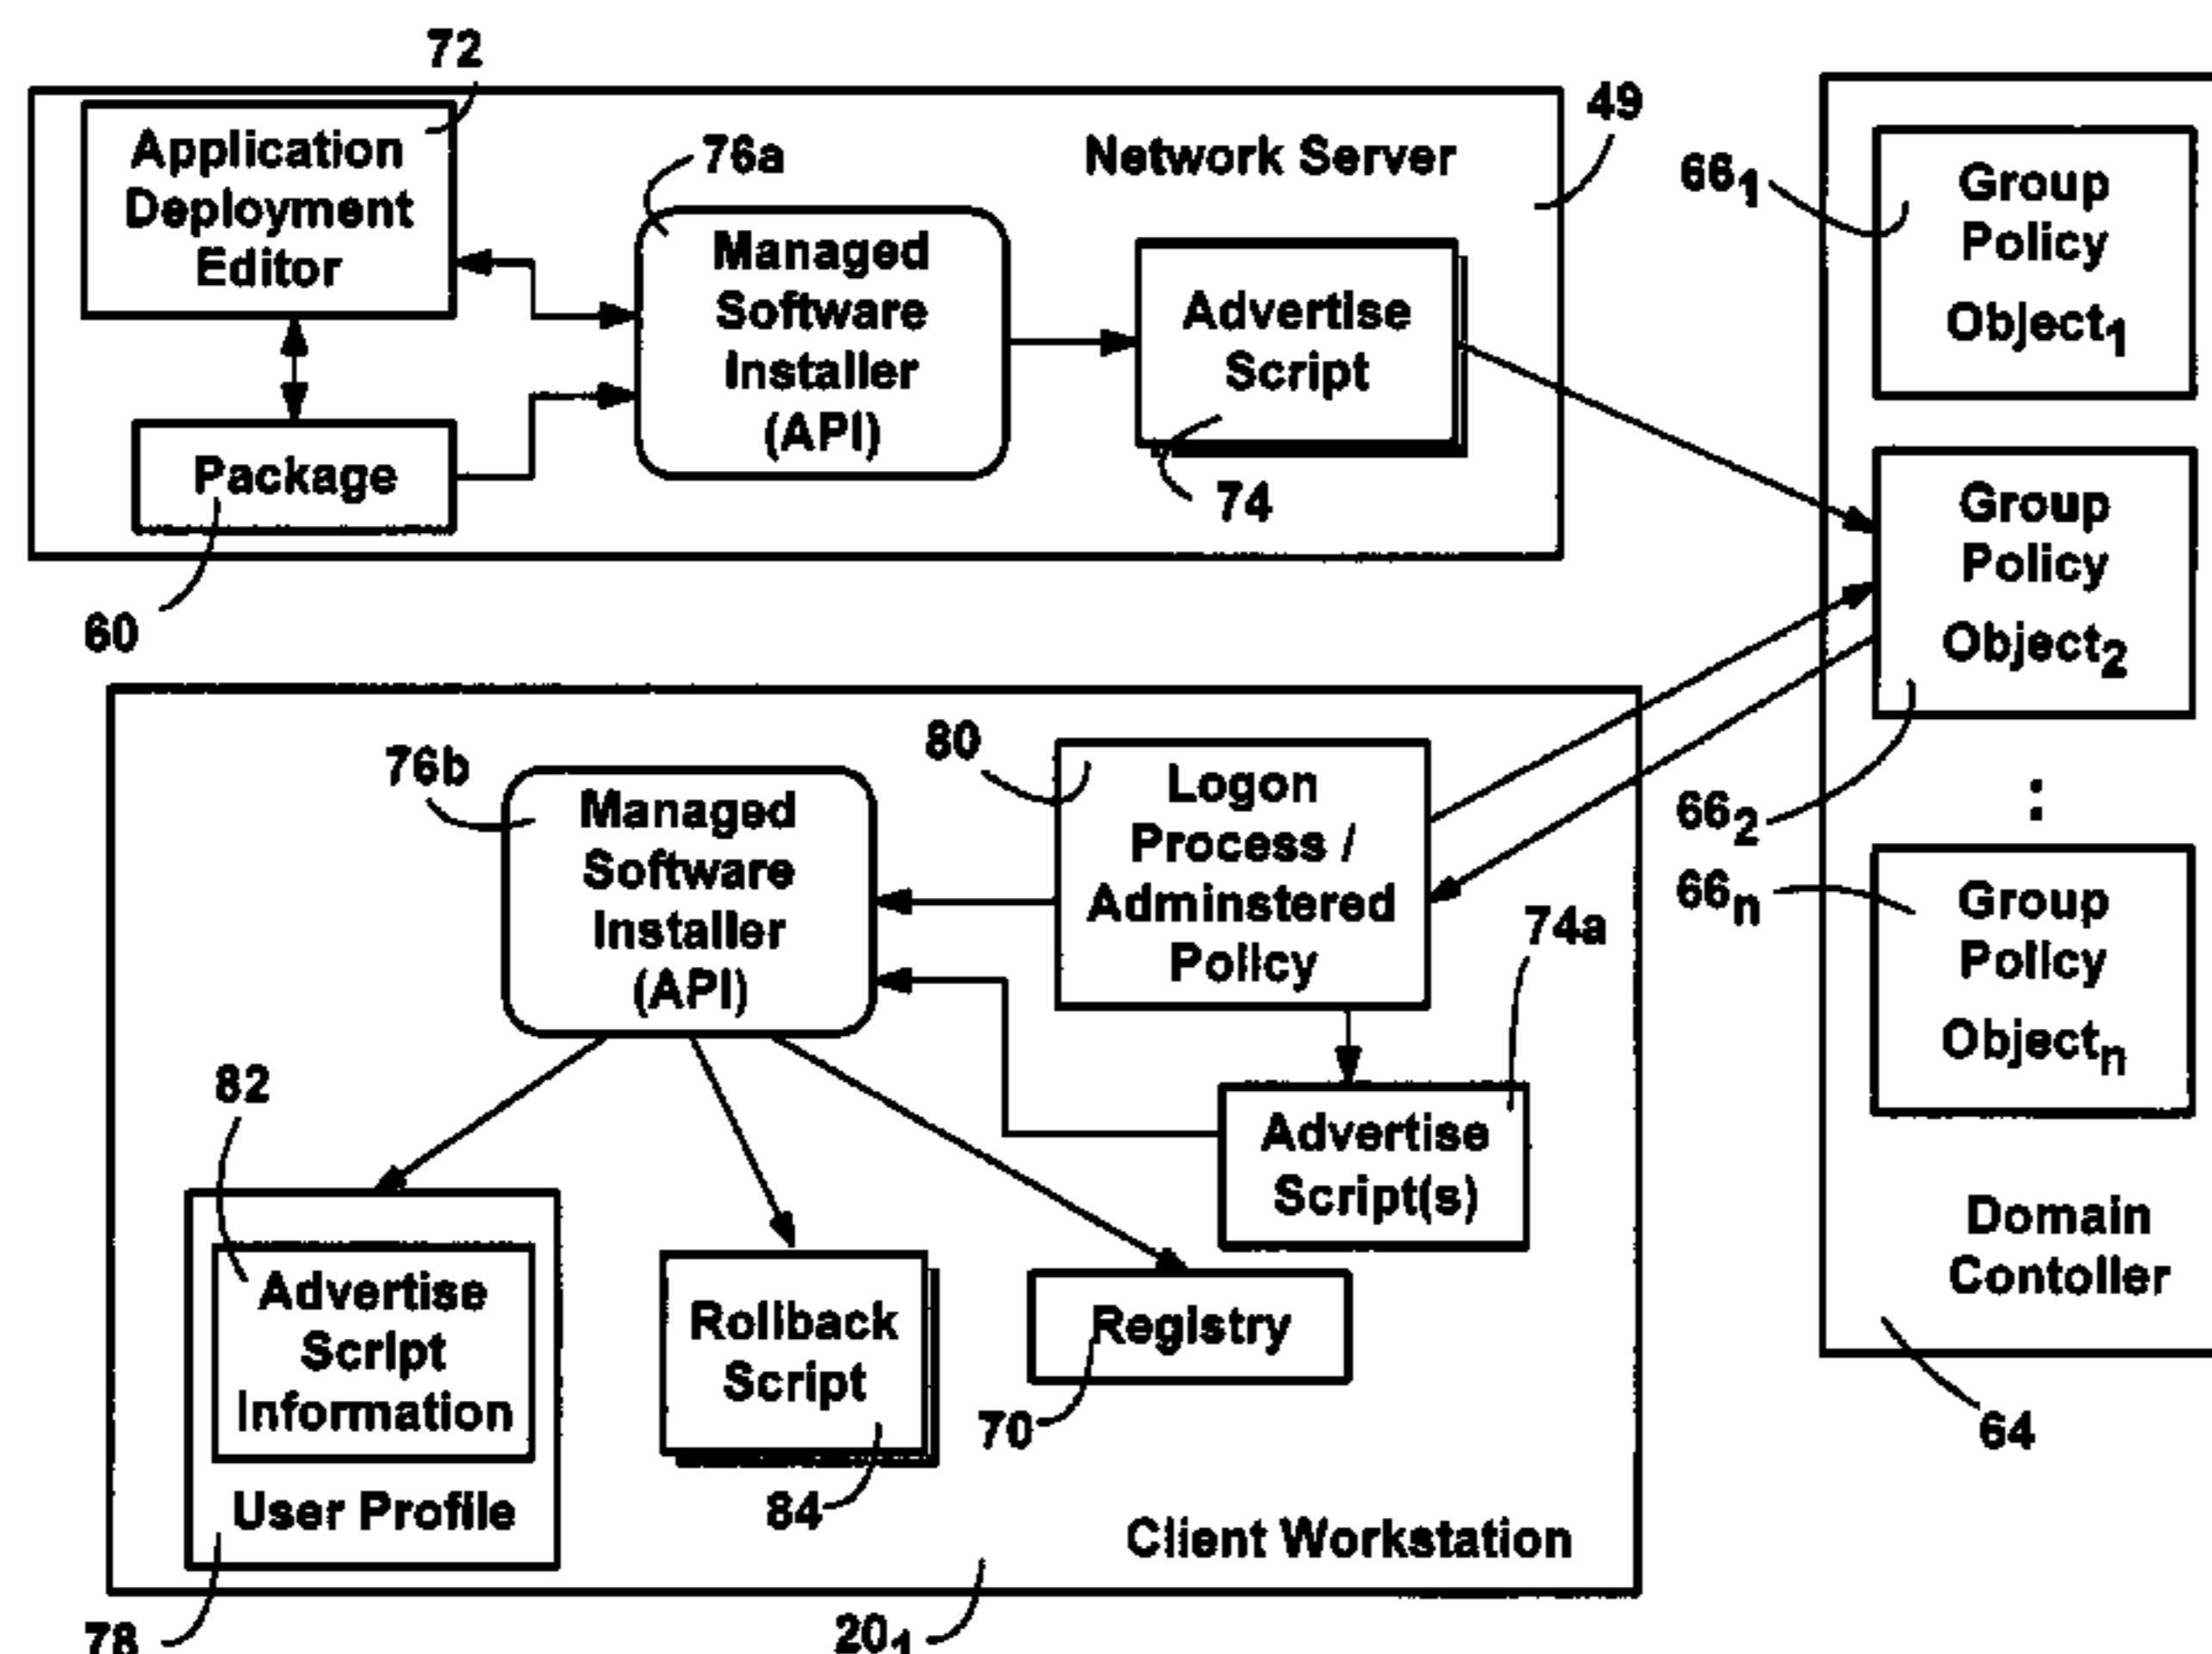 72
Application
Deployment
Editor
76a
Managed
Software
Installer
(API)
Network Server
49
Advertise
Script
74
Package
60
66₁
Group
Policy
Object₁
Group
Policy
Object₂
66₂
:
66ₙ
Group
Policy
Objectₙ
Domain
Contoller
64
76b
Managed
Software
Installer
(API)
80
Logon
Process /
Adminstered
Policy
74a
Advertise
Script(s)
82
Advertise
Script
Information
User Profile
78
Rollback
Script
84
Registry
70
Client Workstation
20₁